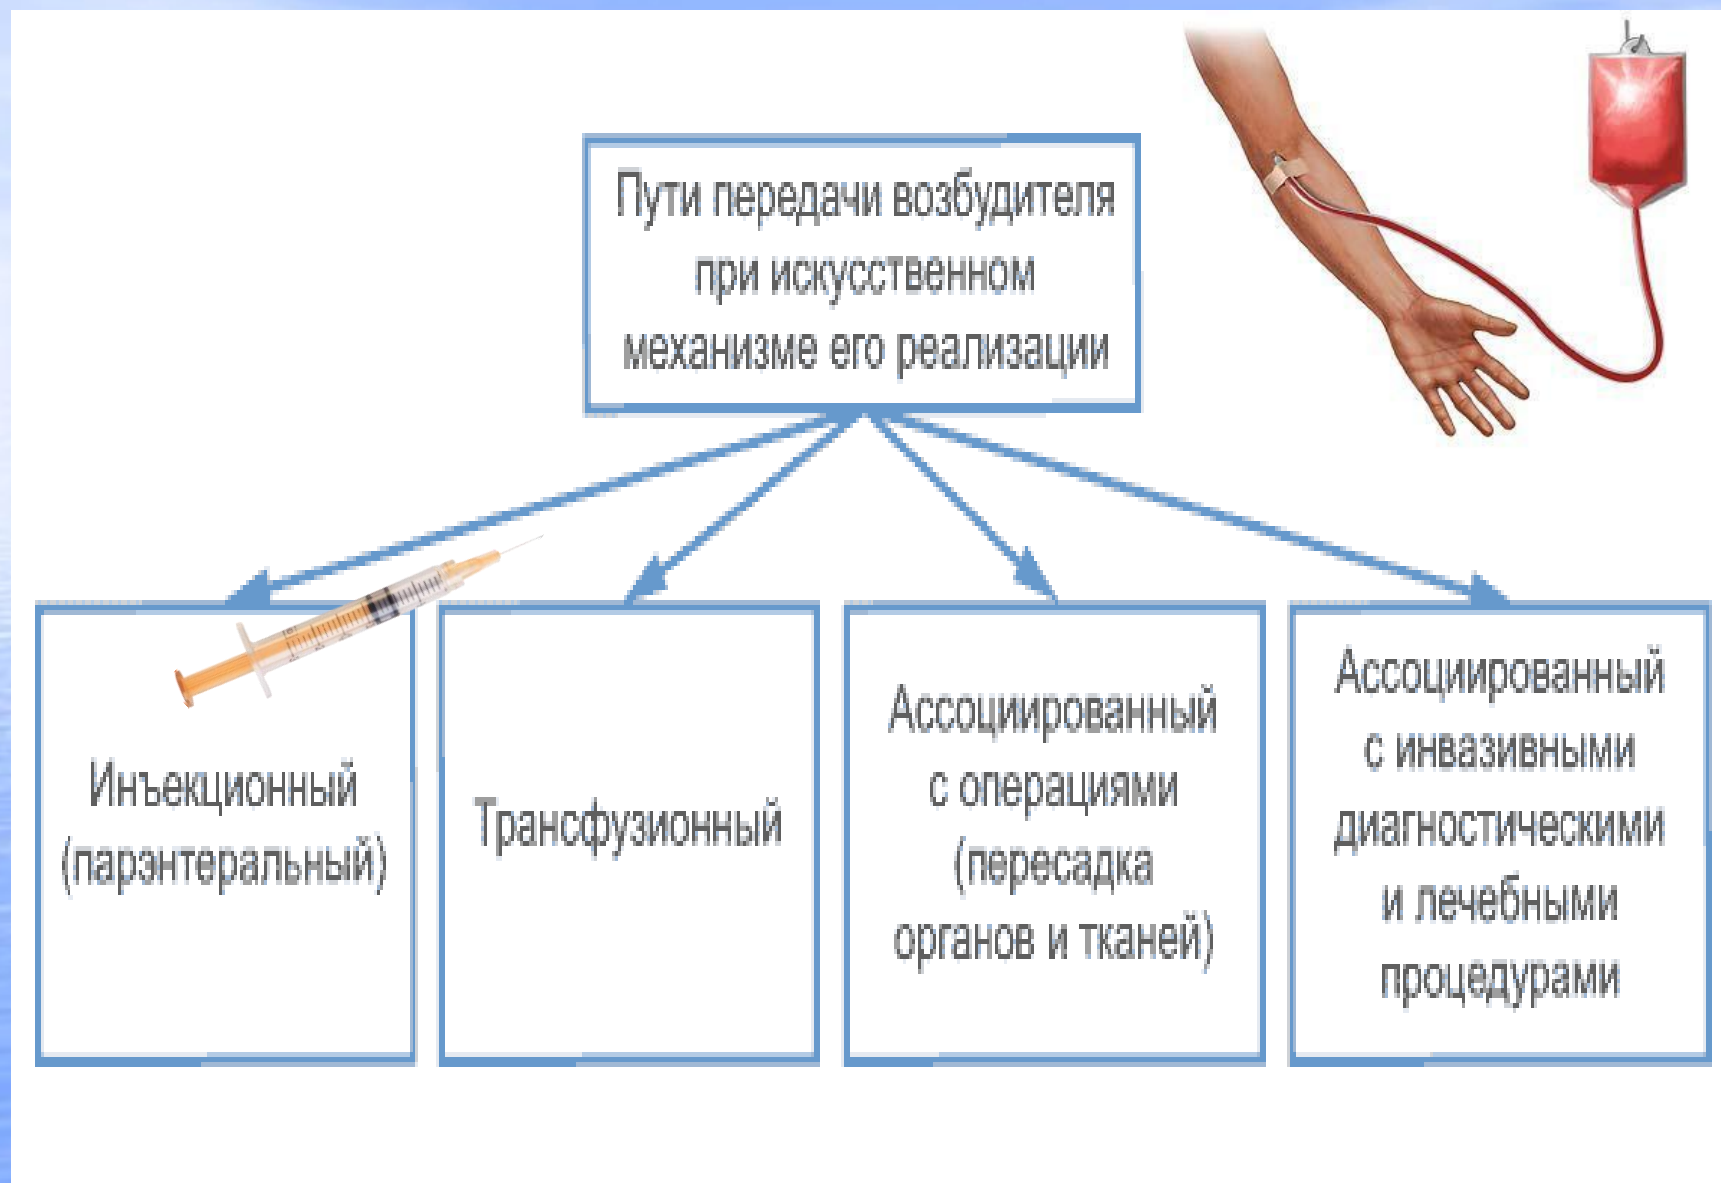 Пути передачи возбудителя
при искусственном
механизме его реализации
Инъекционный
(парэнтеральный)
Трансфузионный
Ассоциированный
с операциями
(пересадка
органов и тканей)
Ассоциированный
с инвазивными
диагностическими
и лечебными
процедурами